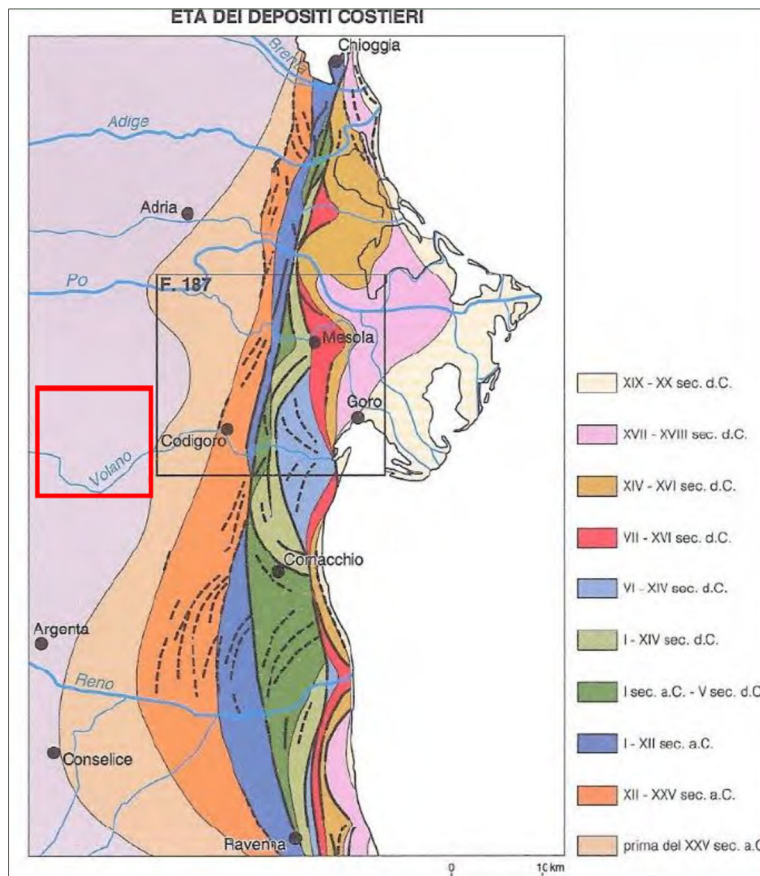 ETÀ DEI DEPOSITI COSTIERI
Chioggia
Brenta
Adige
Adria
Po
F. 187
Mesola
Goro
Codigoro
Volano
Comacchio
Argenta
Reno
Conselice
Ravenna
0 10 km
XIX - XX sec. d.C.
XVII - XVIII sec. d.C.
XIV - XVI sec. d.C.
VII - XVI sec. d.C.
VI - XIV sec. d.C.
I - XIV sec. d.C.
I sec. a.C. - V sec. d.C
I - XII sec. a.C.
XII - XXV sec. a.C.
prima del XXV sec. a.C